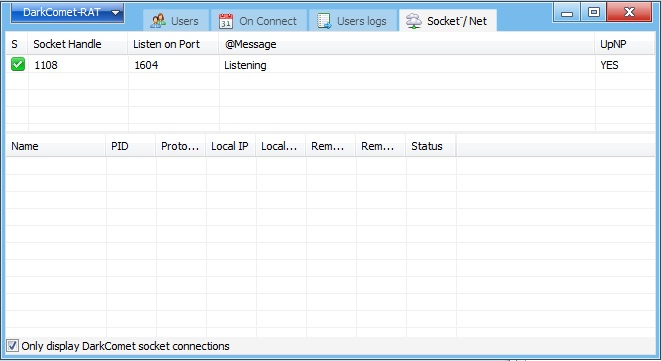 DarkComet-RAT Users On Connect Users logs Socket / Net
S Socket Handle Listen on Port @Message UpNP
1108 1604 Listening YES
Name PID Proto... Local IP Local... Rem... Rem... Status
Only display DarkComet socket connections